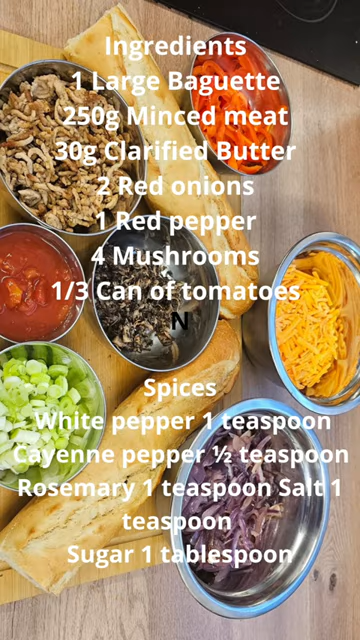 Ingredients
1 Large Baguette
250g Minced meat
30g Clarified Butter
2 Red onions
1 Red pepper
4 Mushrooms
1/3 Can of tomatoes
N
Spices
White pepper 1 teaspoon
Cayenne pepper ½ teaspoon
Rosemary 1 teaspoon Salt 1
teaspoon
Sugar 1 tablespoon